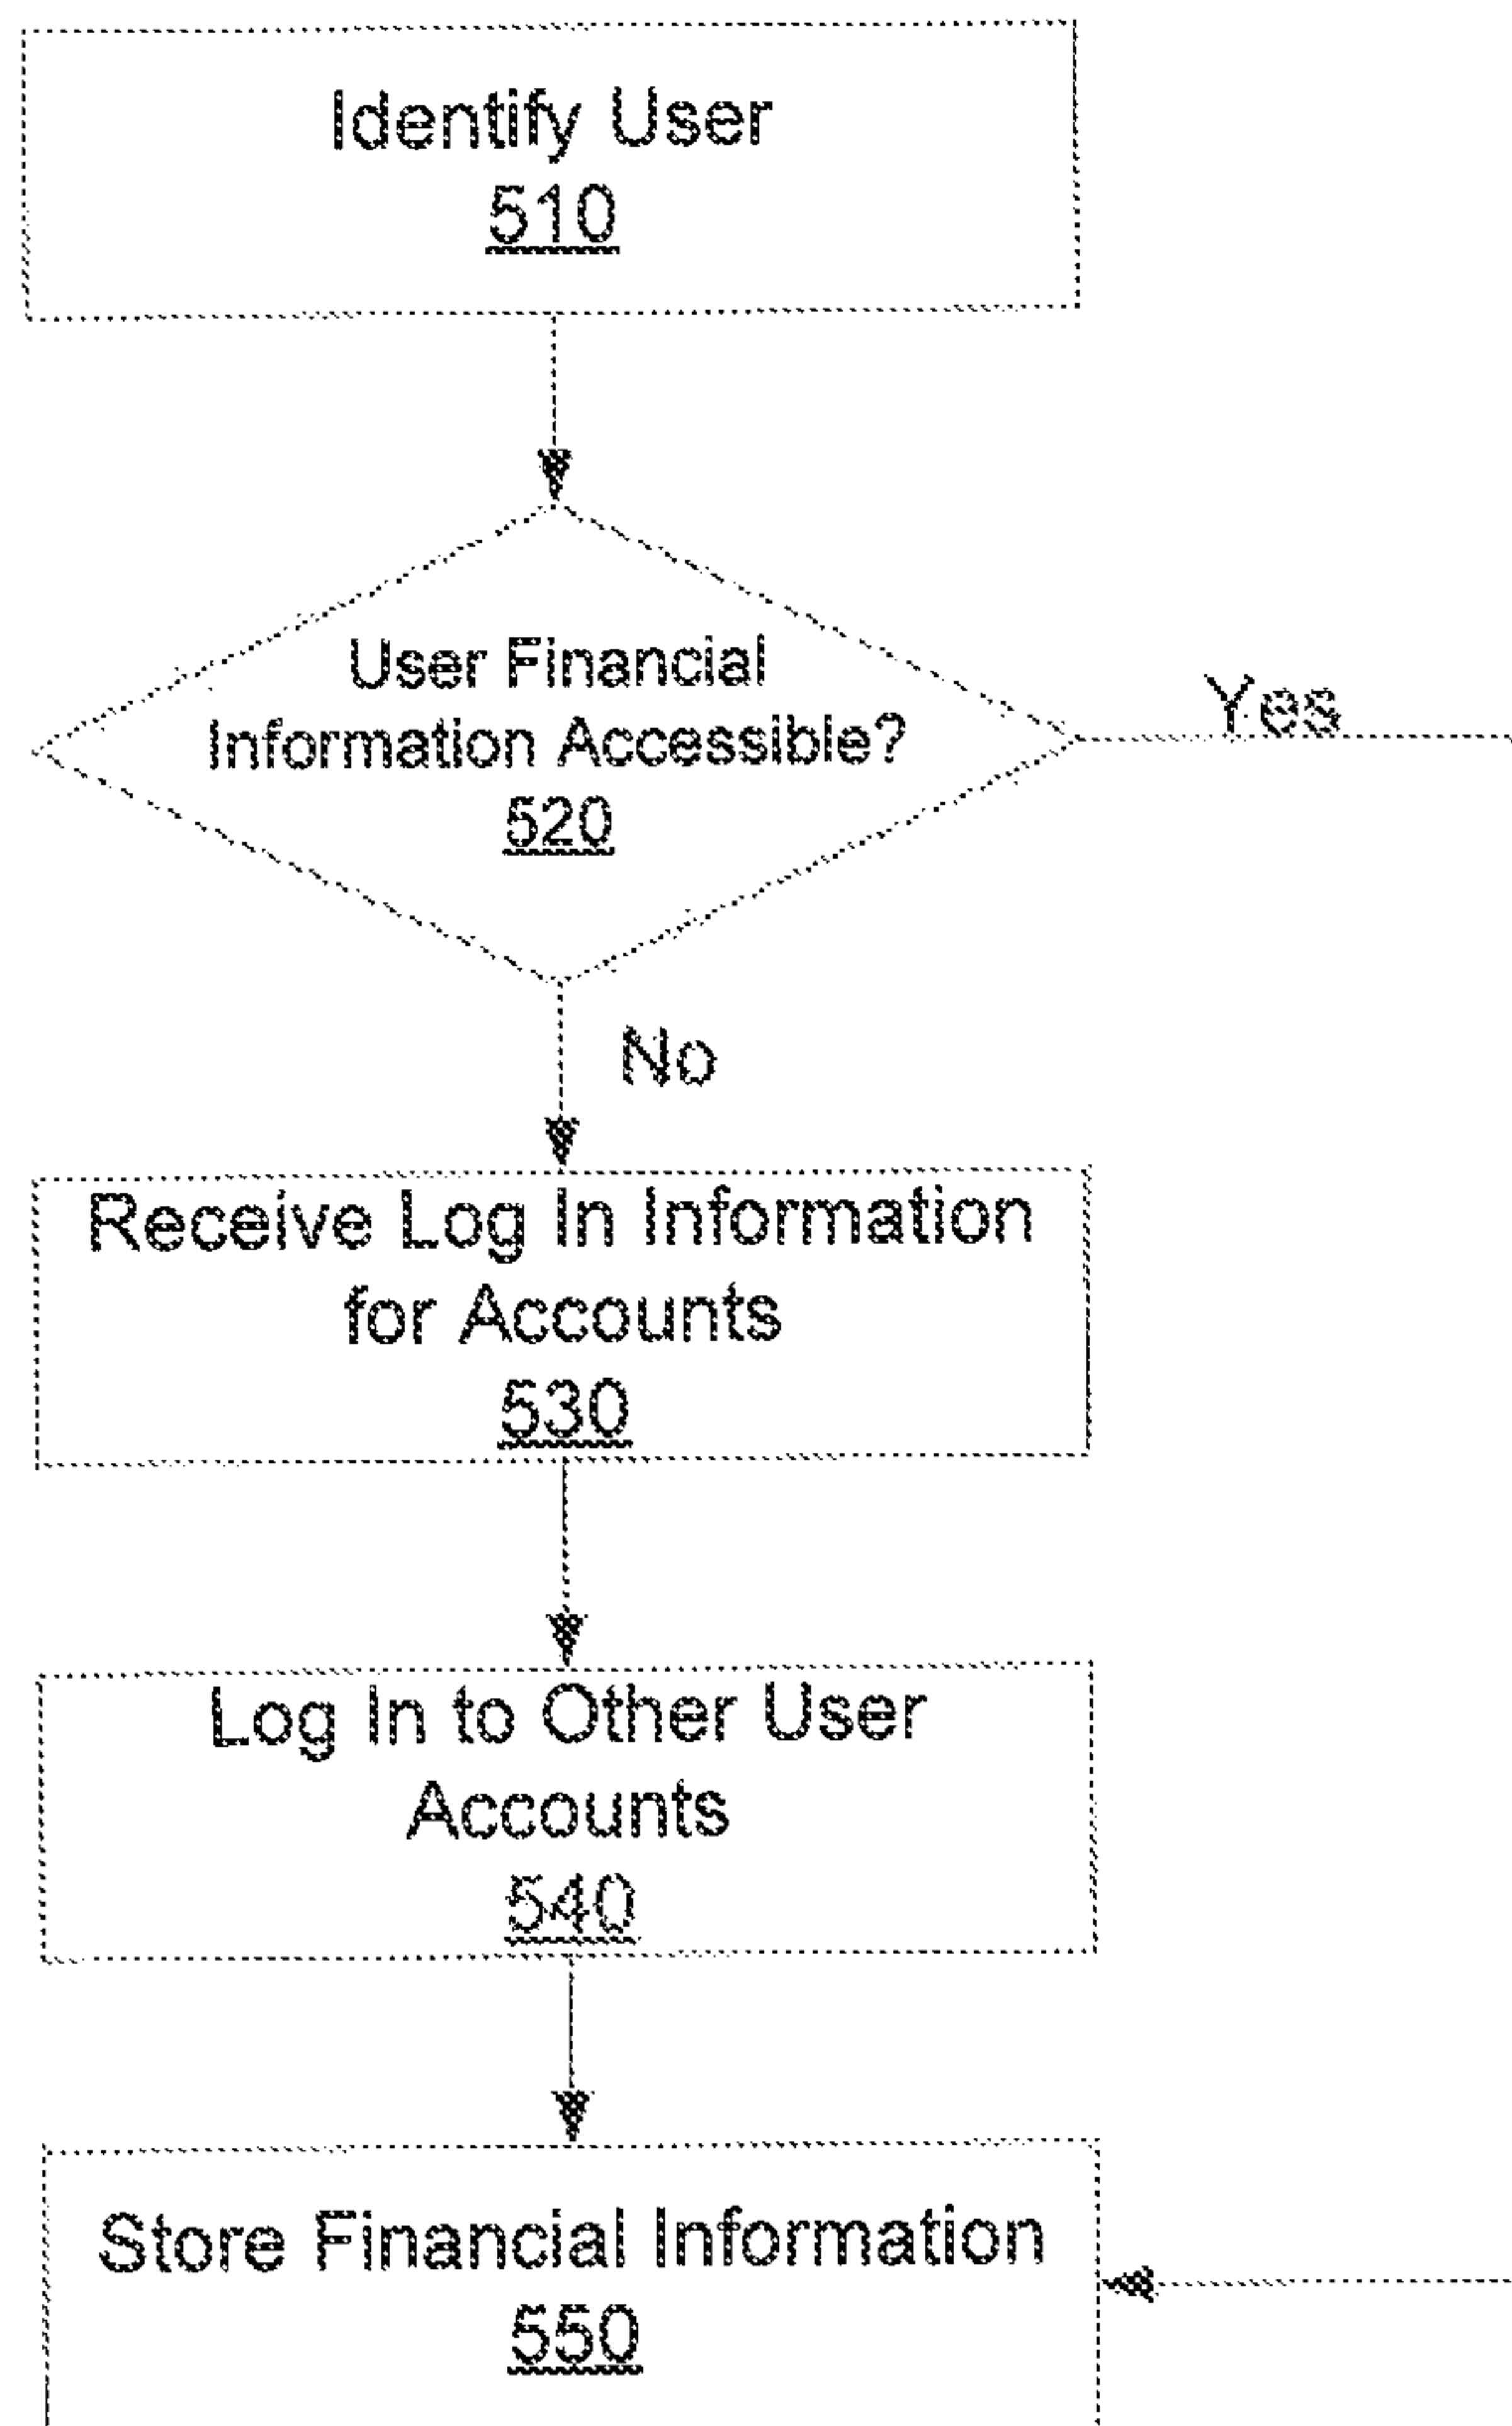 Identify User
510
User Financial
Information Accessible?
520
Yes
No
Receive Log In Information
for Accounts
530
Log In to Other User
Accounts
540
Store Financial Information
550